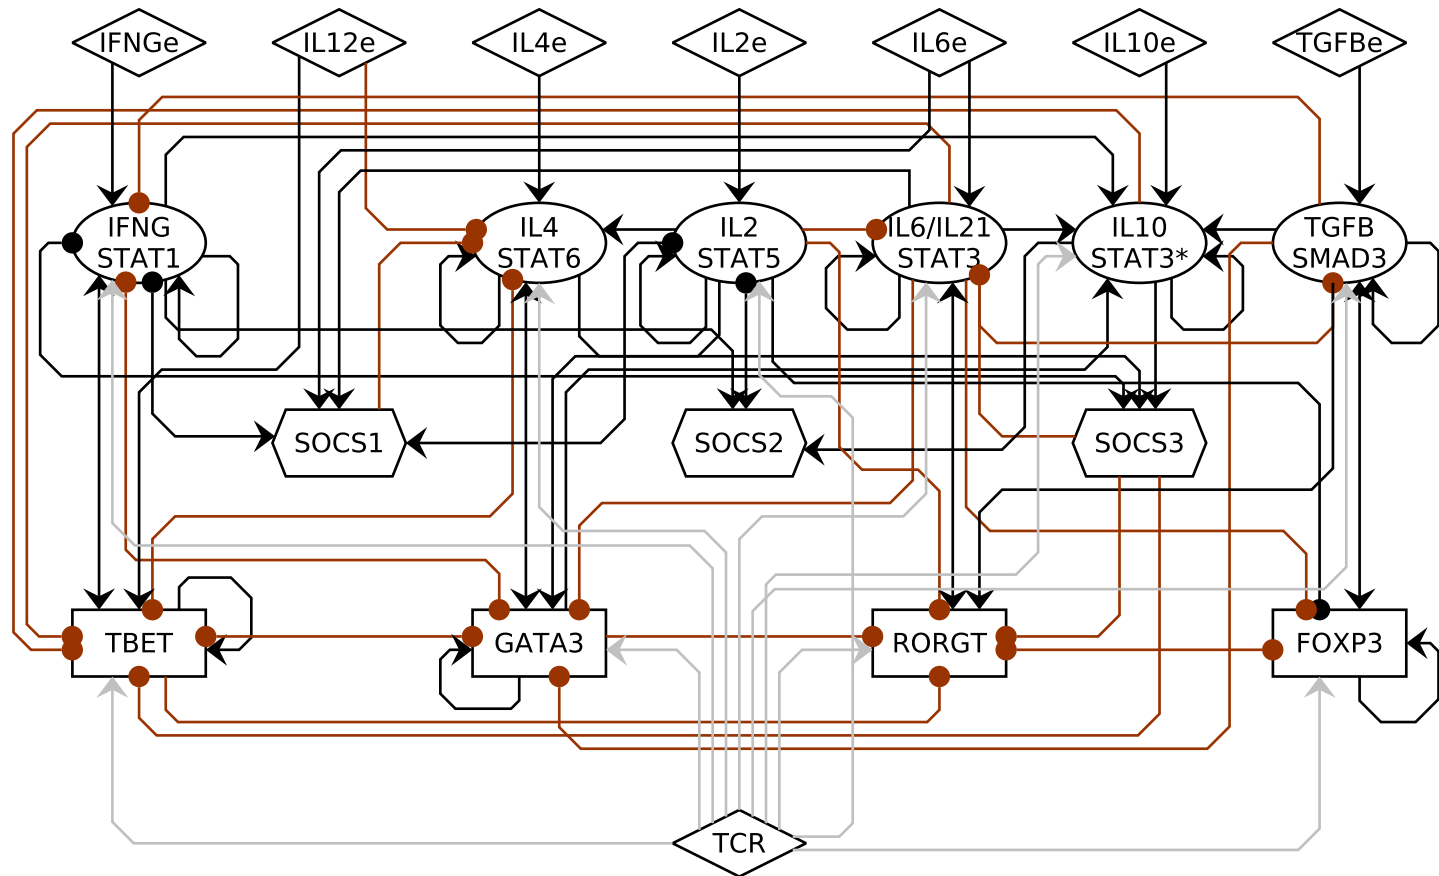 IFNGe
IL12e
IL4e
IL2e
IL6e
IL10e
TGFBe
IFNG
STAT1
IL4
STAT6
IL2
STAT5
IL6/IL21
STAT3
IL10
STAT3*
TGFB
SMAD3
SOCS1
SOCS2
SOCS3
TBET
GATA3
RORGT
FOXP3
TCR